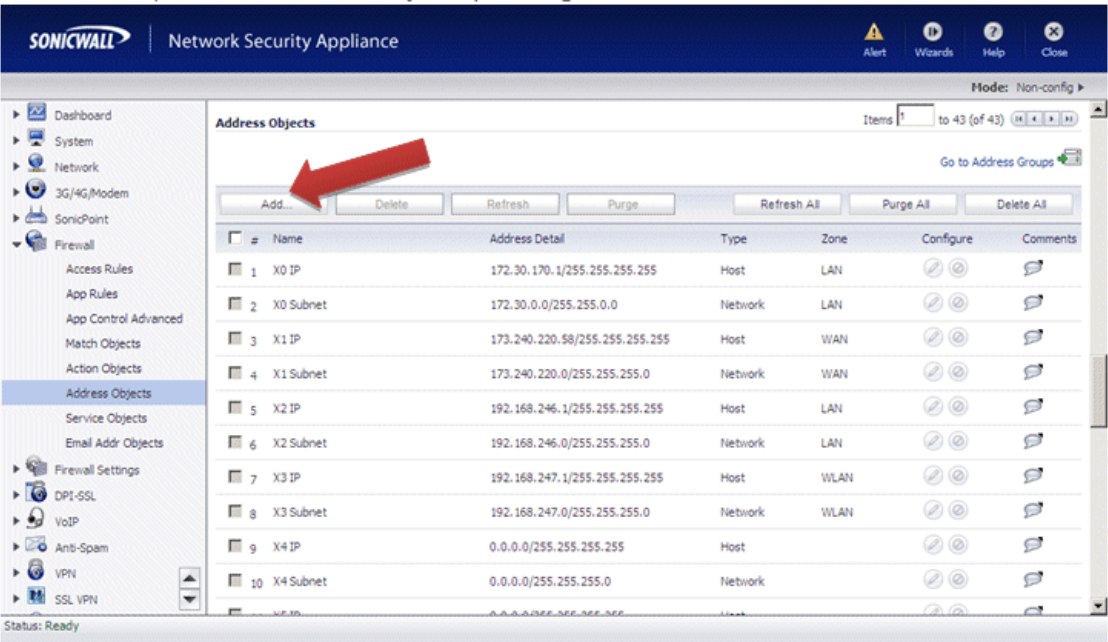 SONICWALL Network Security Appliance
Alert Wizards Help Close
Mode: Non-config
Dashboard
System
Network
3G/4G/Modem
SonicPoint
Firewall
Access Rules
App Rules
App Control Advanced
Match Objects
Action Objects
Address Objects
Service Objects
Email Addr Objects
Firewall Settings
DPI-SSL
VoIP
Anti-Spam
VPN
SSL VPN
Address Objects
Items 1 to 43 (of 43)
Go to Address Groups
Add... Delete Refresh Purge Refresh All Purge All Delete All
# Name Address Detail Type Zone Configure Comments
1 X0 IP 172.30.170.1/255.255.255.255 Host LAN
2 X0 Subnet 172.30.0.0/255.255.0.0 Network LAN
3 X1 IP 173.240.220.58/255.255.255.255 Host WAN
4 X1 Subnet 173.240.220.0/255.255.255.0 Network WAN
5 X2 IP 192.168.246.1/255.255.255.255 Host LAN
6 X2 Subnet 192.168.246.0/255.255.255.0 Network LAN
7 X3 IP 192.168.247.1/255.255.255.255 Host WLAN
8 X3 Subnet 192.168.247.0/255.255.255.0 Network WLAN
9 X4 IP 0.0.0.0/255.255.255.255 Host
10 X4 Subnet 0.0.0.0/255.255.255.0 Network
Status: Ready